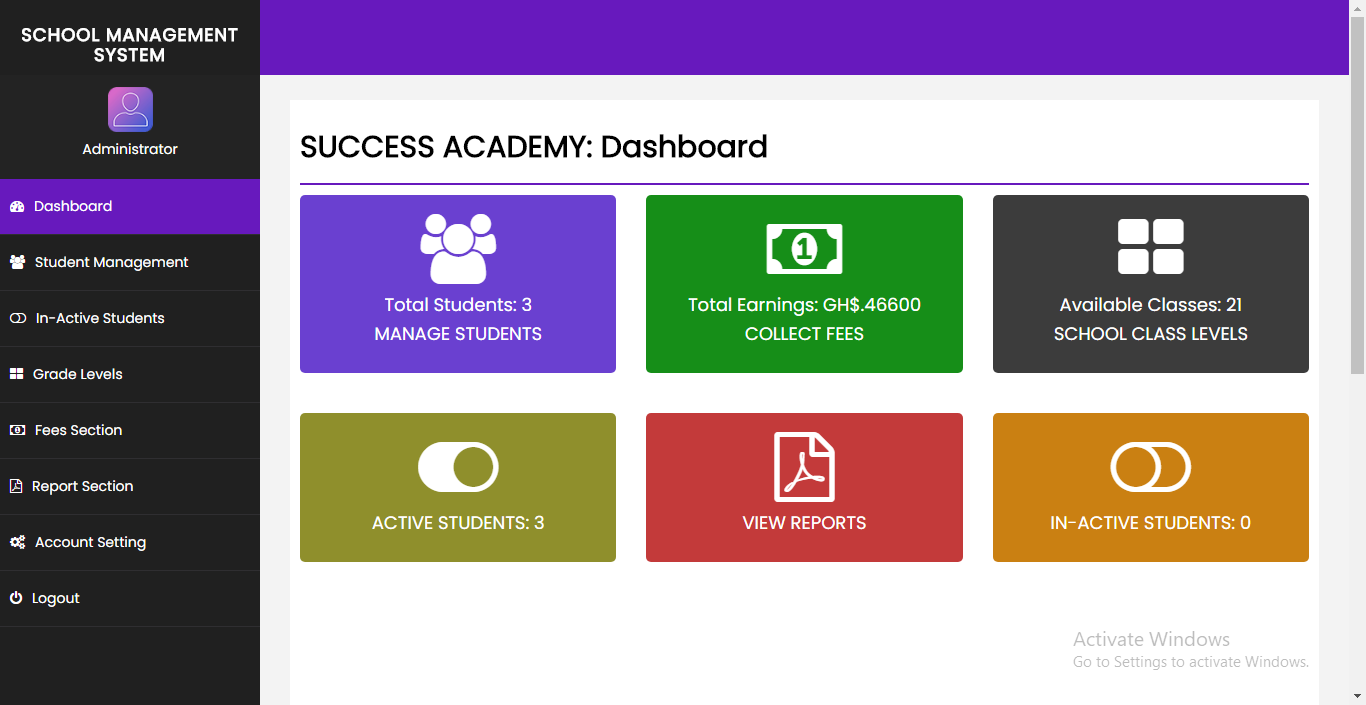 SCHOOL MANAGEMENT
SYSTEM
Administrator
Dashboard
Student Management
In-Active Students
Grade Levels
Fees Section
Report Section
Account Setting
Logout
SUCCESS ACADEMY: Dashboard
Total Students: 3
MANAGE STUDENTS
1
Total Earnings: GH$.46600
COLLECT FEES
Available Classes: 21
SCHOOL CLASS LEVELS
ACTIVE STUDENTS: 3
VIEW REPORTS
IN-ACTIVE STUDENTS: 0
Activate Windows
Go to Settings to activate Windows.